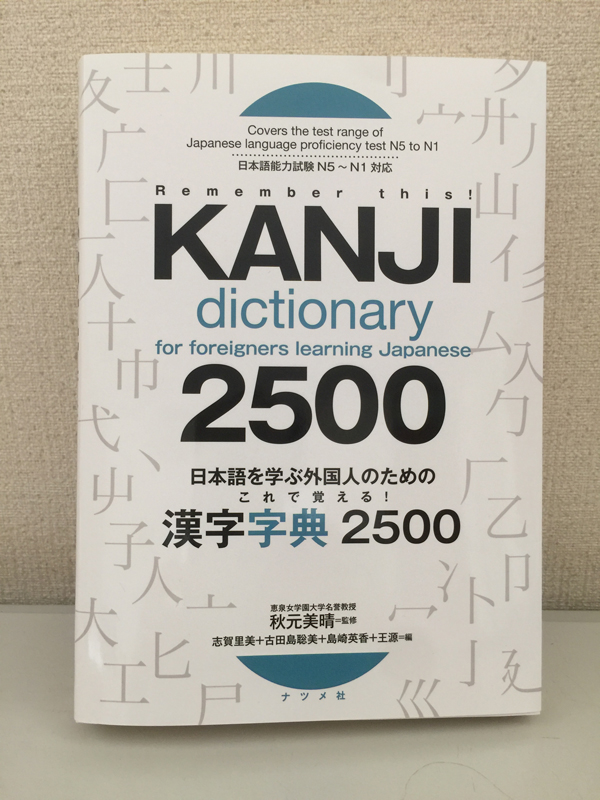 Covers the test range of
Japanese language proficiency test N5 to N1
日本語能力試験 N5～N1 対応
Remember this!
KANJI
dictionary
for foreigners learning Japanese
2500
日本語を学ぶ外国人のための
これで覚える！
漢字字典 2500
恵泉女学園大学名誉教授
秋元美晴=監修
志賀里美+古田島聡美+島崎英香+王源=編
ナツメ社